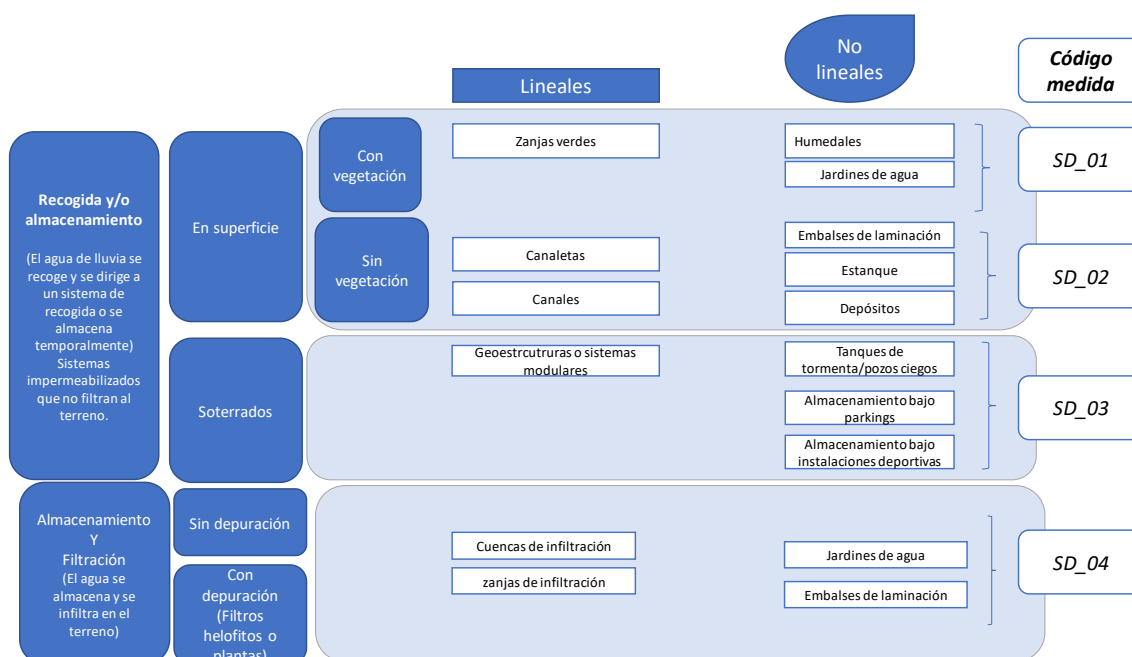 No
lineales
Código
medida
Lineales
Recogida y/o
almacenamiento
(El agua de lluvia se
recoge y se dirige a
un sistema de
recogida o se
almacena
temporalmente)
Sistemas
impermeabilizados
que no filtran al
terreno.
En superficie
Con
vegetación
Zanjas verdes
Humedales
Jardines de agua
SD_01
Sin
vegetación
Canaletas
Canales
Embalses de laminación
Estanque
Depósitos
SD_02
Soterrados
Geoestrcutruras o sistemas
modulares
Tanques de
tormenta/pozos ciegos
Almacenamiento bajo
parkings
Almacenamiento bajo
instalaciones deportivas
SD_03
Almacenamiento
Y
Filtración
(El agua se
almacena y se
infiltra en el
terreno)
Sin depuración
Con
depuración
(Filtros
helofitos o
plantas)
Cuencas de infiltración
zanjas de infiltración
Jardines de agua
Embalses de laminación
SD_04